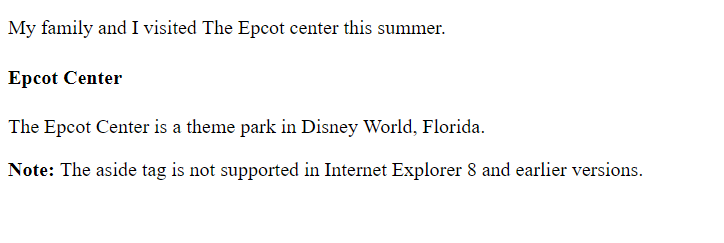 My family and I visited The Epcot center this summer.
Epcot Center
The Epcot Center is a theme park in Disney World, Florida.
Note: The aside tag is not supported in Internet Explorer 8 and earlier versions.